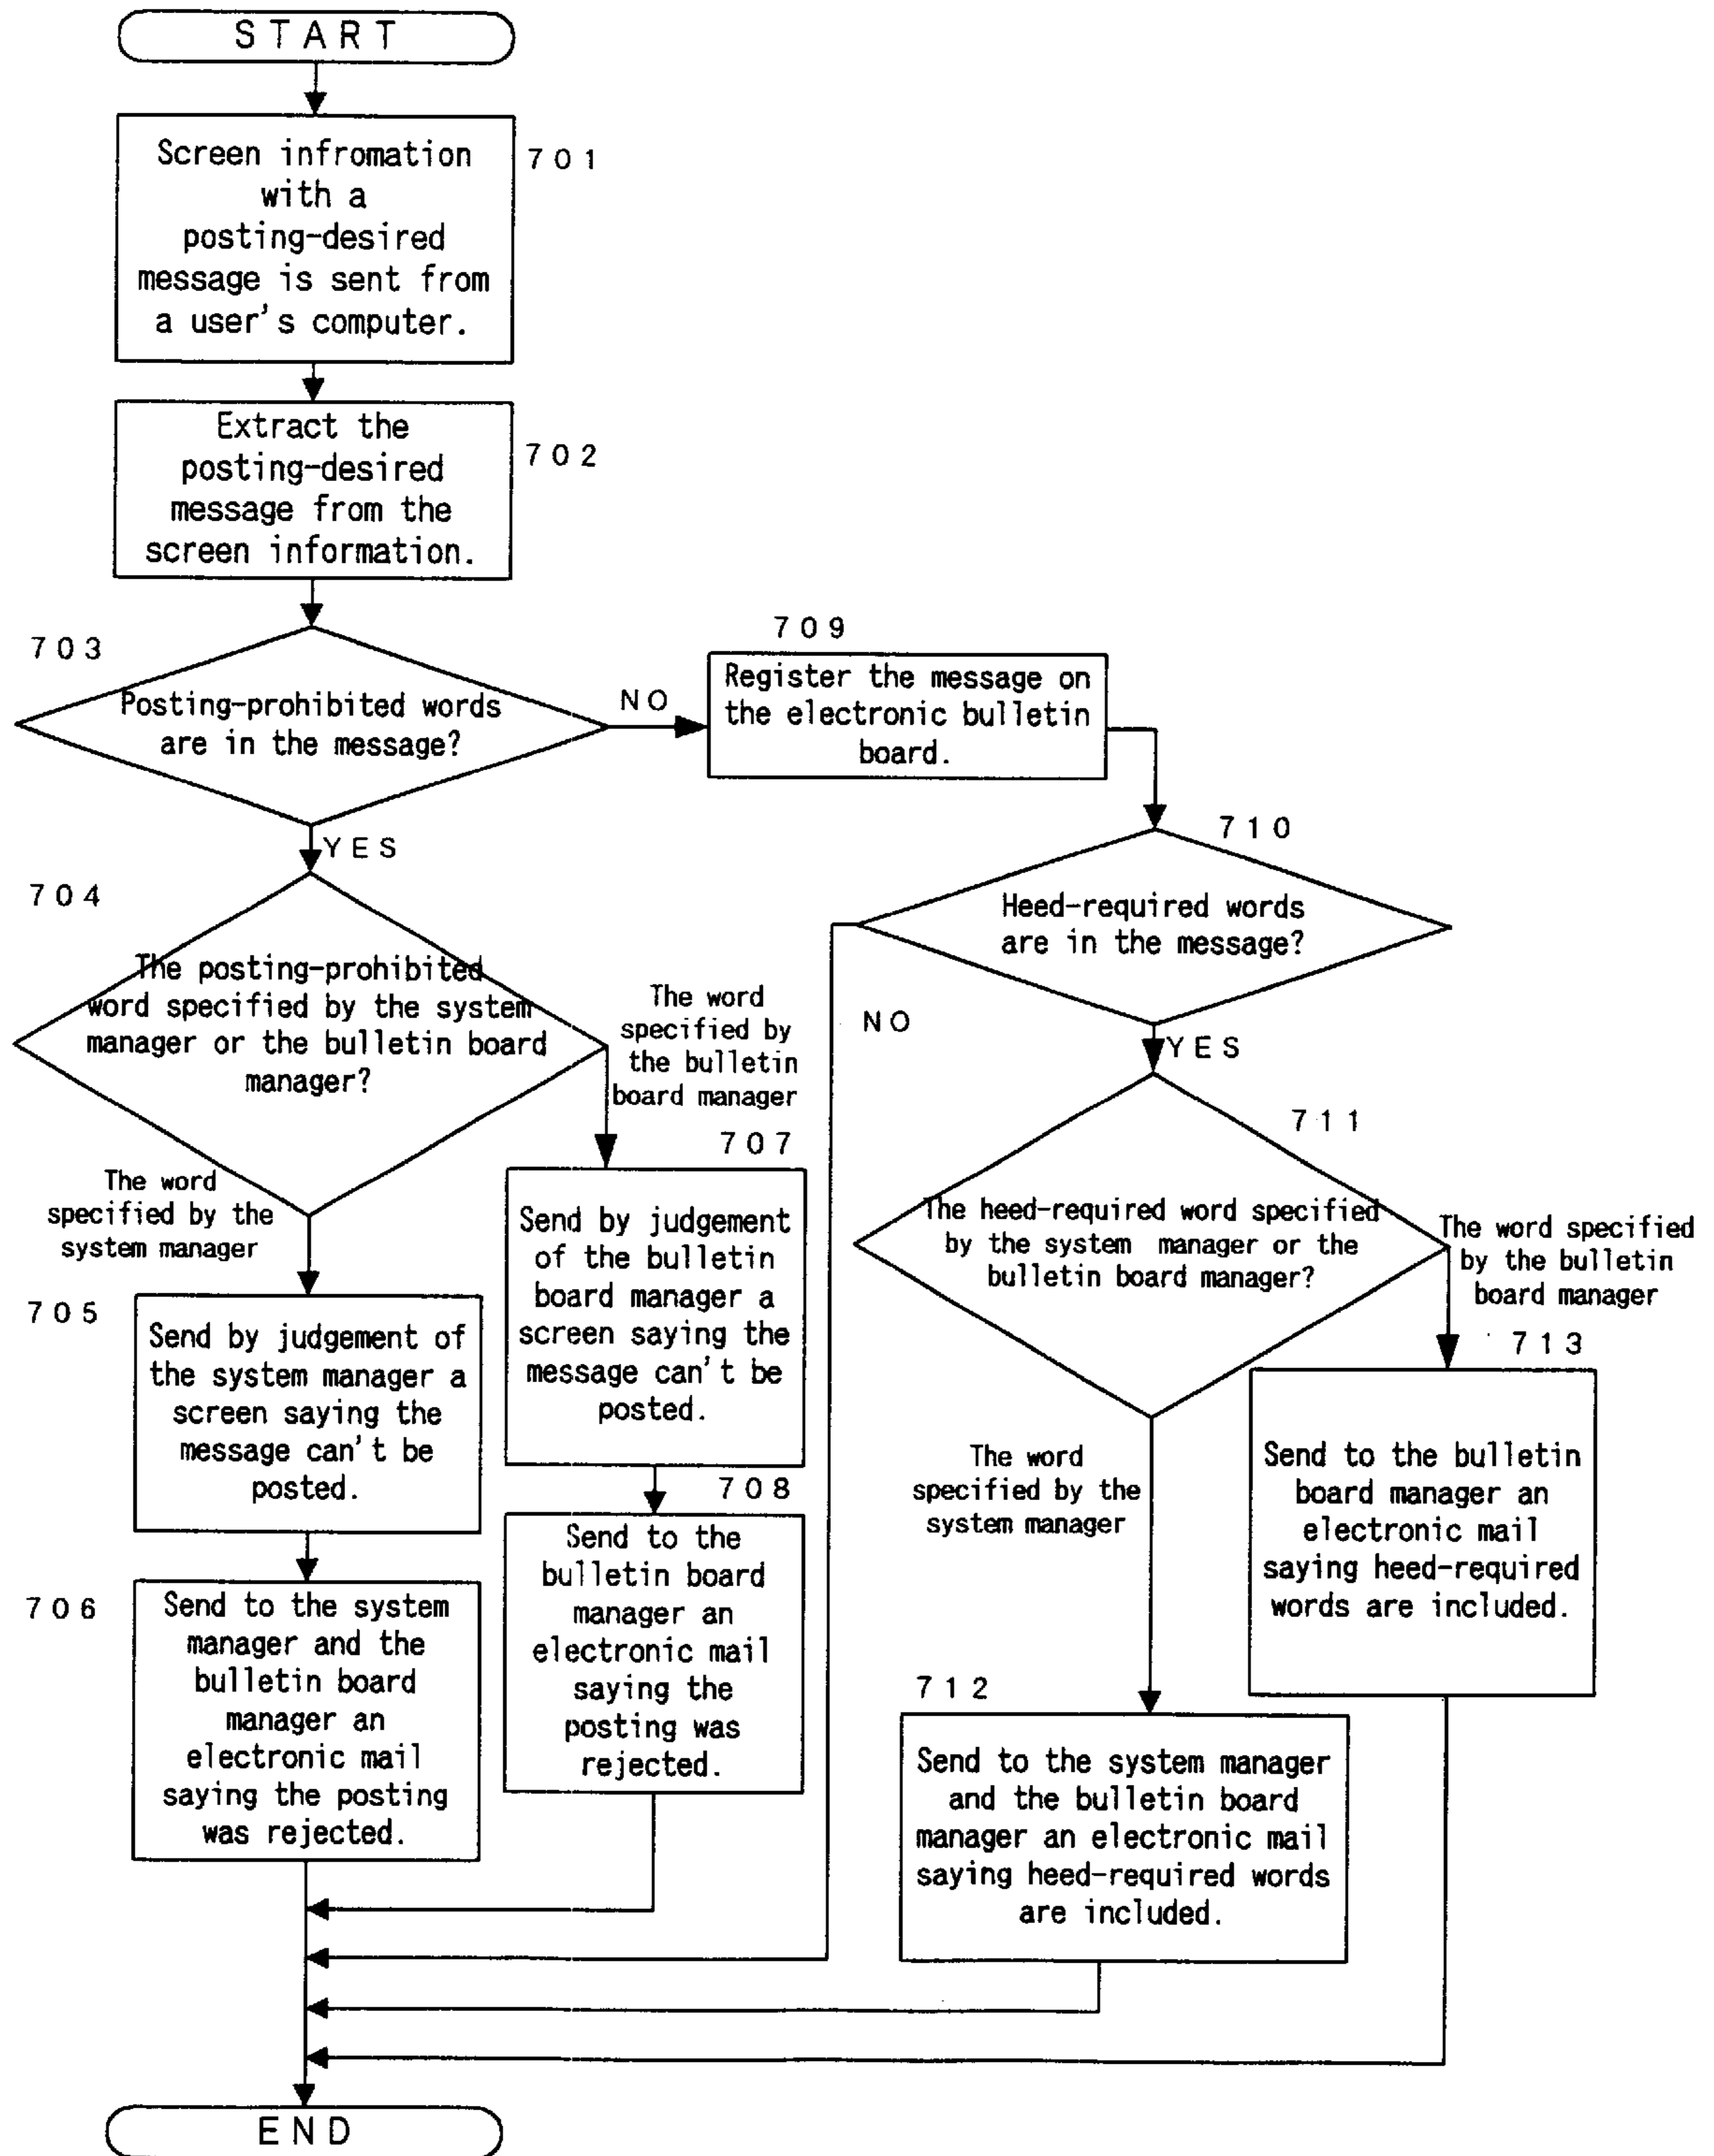 START
Screen infromation
with a
posting-desired
message is sent from
a user's computer.
701
Extract the
posting-desired
message from the
screen information.
702
703
Posting-prohibited words
are in the message?
NO
709
Register the message on
the electronic bulletin
board.
YES
704
The posting-prohibited
word specified by the system
manager or the bulletin board
manager?
The word
specified by
the bulletin
board manager
The word
specified by the
system manager
705
Send by judgement of
the system manager a
screen saying the
message can't be
posted.
706
Send to the system
manager and the
bulletin board
manager an
electronic mail
saying the posting
was rejected.
707
Send by judgement
of the bulletin
board manager a
screen saying the
message can't be
posted.
708
Send to the
bulletin board
manager an
electronic mail
saying the
posting was
rejected.
710
Heed-required words
are in the message?
NO
YES
711
The heed-required word specified
by the system manager or the
bulletin board manager?
The word specified
by the bulletin
board manager
The word
specified by the
system manager
713
Send to the bulletin
board manager an
electronic mail
saying heed-required
words are included.
712
Send to the system manager
and the bulletin board
manager an electronic mail
saying heed-required words
are included.
END